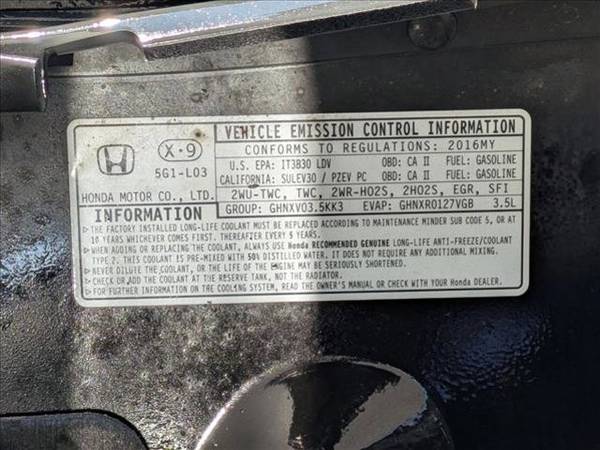 X-9
5G1-L03
HONDA MOTOR CO., LTD.
VEHICLE EMISSION CONTROL INFORMATION
CONFORMS TO REGULATIONS: 2016MY
U.S. EPA: IT3B30 LDV OBD: CA II FUEL: GASOLINE
CALIFORNIA: SULEV30 / PZEV PC OBD: CA II FUEL: GASOLINE
2WU-TWC, TWC, 2WR-HO2S, 2HO2S, EGR, SFI
GROUP: GHNXV03.5KK3 EVAP: GHNXR0127VGB 3.5L
INFORMATION
▷THE FACTORY INSTALLED LONG-LIFE COOLANT MUST BE REPLACED ACCORDING TO MAINTENANCE MINDER SUB CODE 5, OR AT
10 YEARS WHICHEVER COMES FIRST. THEREAFTER EVERY 5 YEARS.
▷WHEN ADDING OR REPLACING THE COOLANT, ALWAYS USE Honda RECOMMENDED GENUINE LONG-LIFE ANTI-FREEZE/COOLANT
TYPE 2. THIS COOLANT IS PRE-MIXED WITH 50% DISTILLED WATER. IT DOES NOT REQUIRE ANY ADDITIONAL MIXING.
▷NEVER DILUTE THE COOLANT, OR LIFE OF THE ENGINE MAY BE SERIOUSLY SHORTENED.
▷CHECK OR ADD THE COOLANT AT THE RESERVE TANK, NOT THE RADIATOR.
▷FOR FURTHER INFORMATION ON THE COOLING SYSTEM, READ THE OWNER'S MANUAL OR CHECK WITH YOUR Honda DEALER.